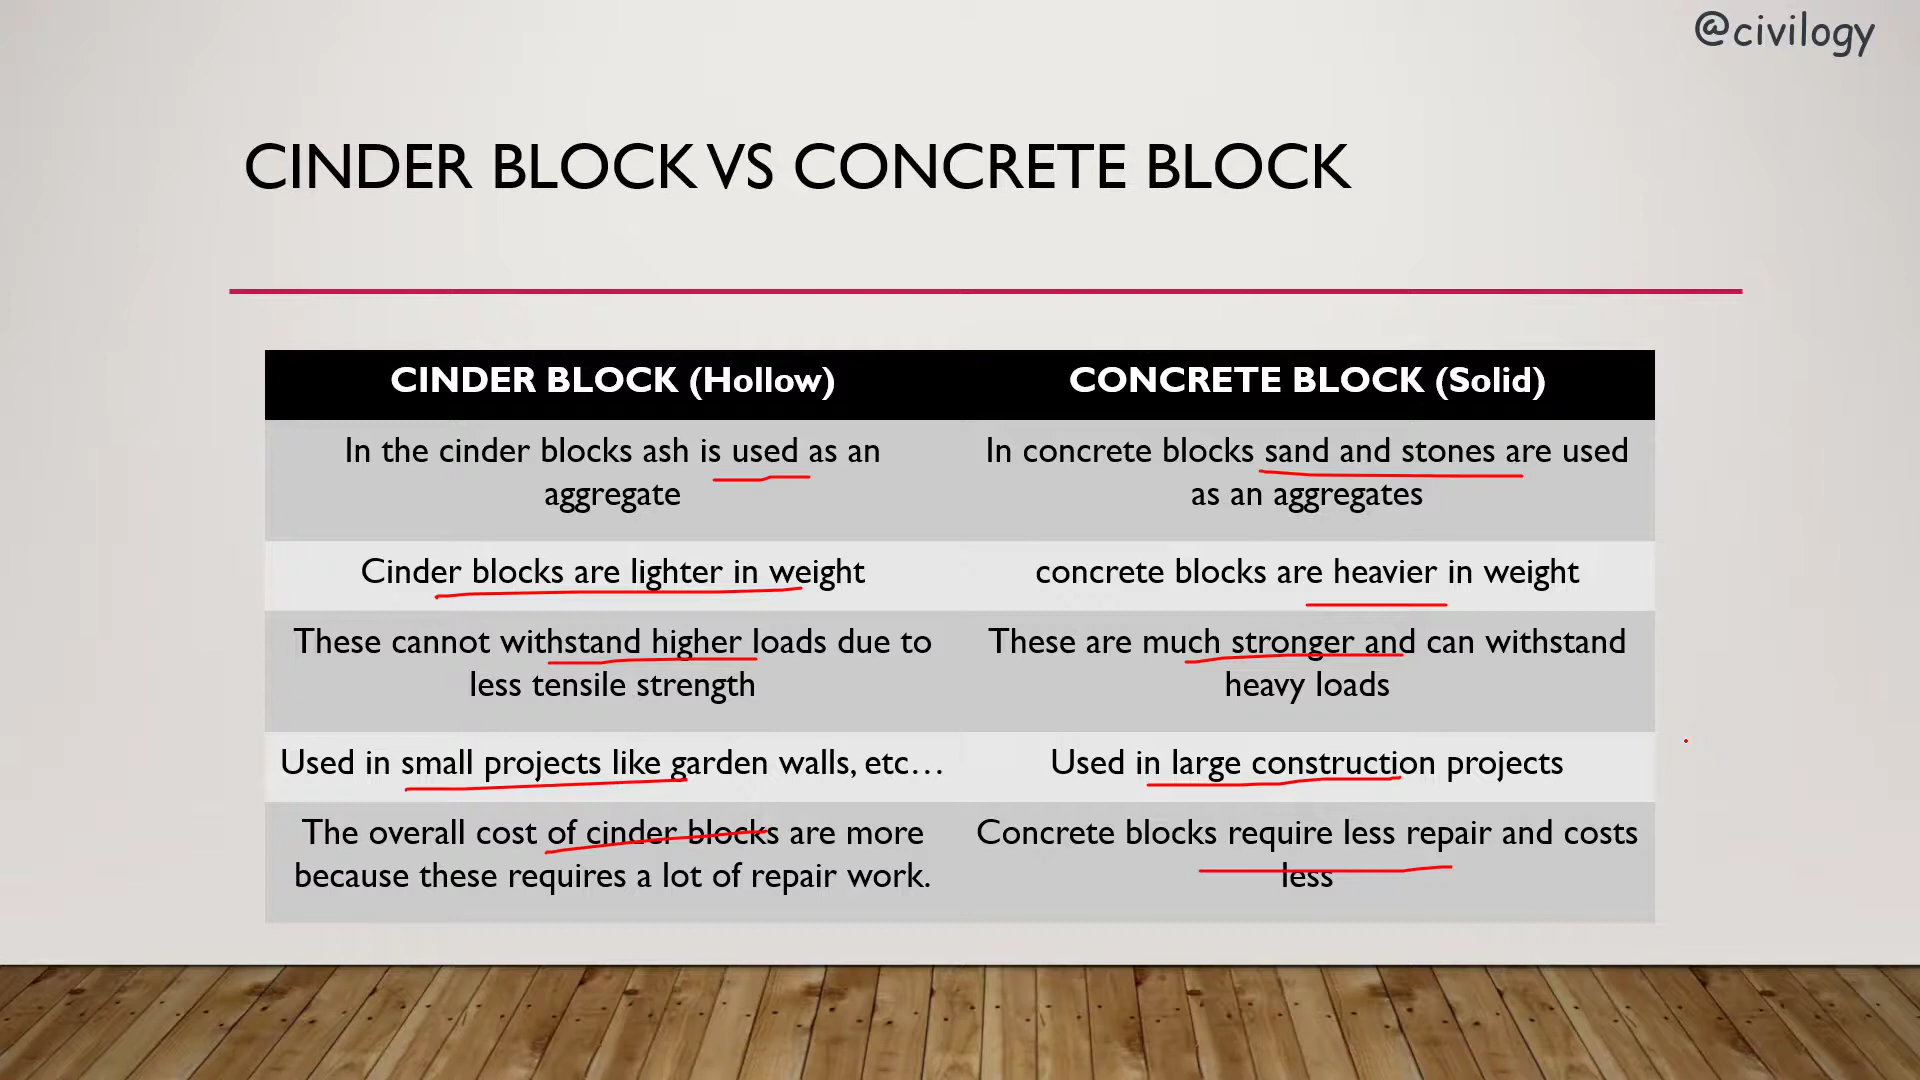 @civilogy
CINDER BLOCK VS CONCRETE BLOCK
CINDER BLOCK (Hollow)
CONCRETE BLOCK (Solid)
In the cinder blocks ash is used as an
aggregate
In concrete blocks sand and stones are used
as an aggregates
Cinder blocks are lighter in weight
concrete blocks are heavier in weight
These cannot withstand higher loads due to
less tensile strength
These are much stronger and can withstand
heavy loads
Used in small projects like garden walls, etc…
Used in large construction projects
The overall cost of cinder blocks are more
because these requires a lot of repair work.
Concrete blocks require less repair and costs
less